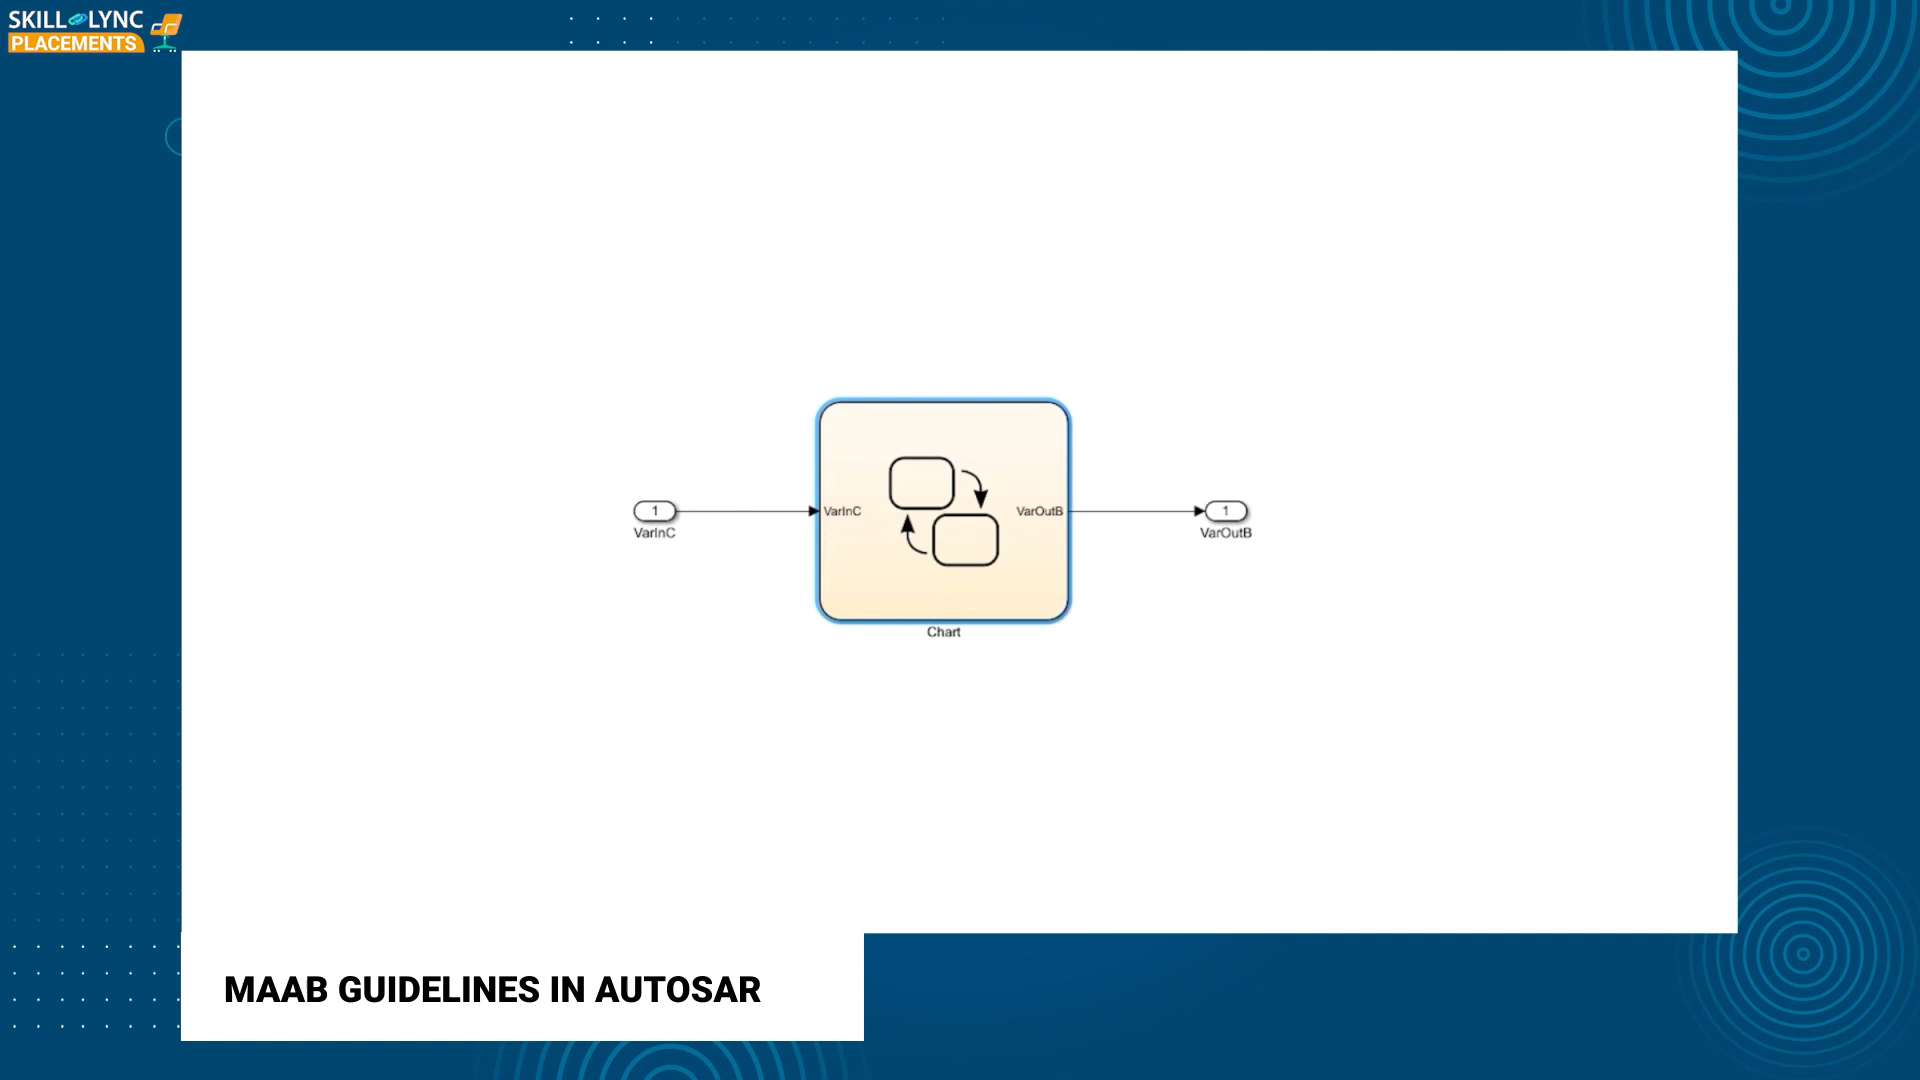 SKILL LYNC
PLACEMENTS
1
VarInC
VarInC
VarOutB
Chart
1
VarOutB
MAAB GUIDELINES IN AUTOSAR